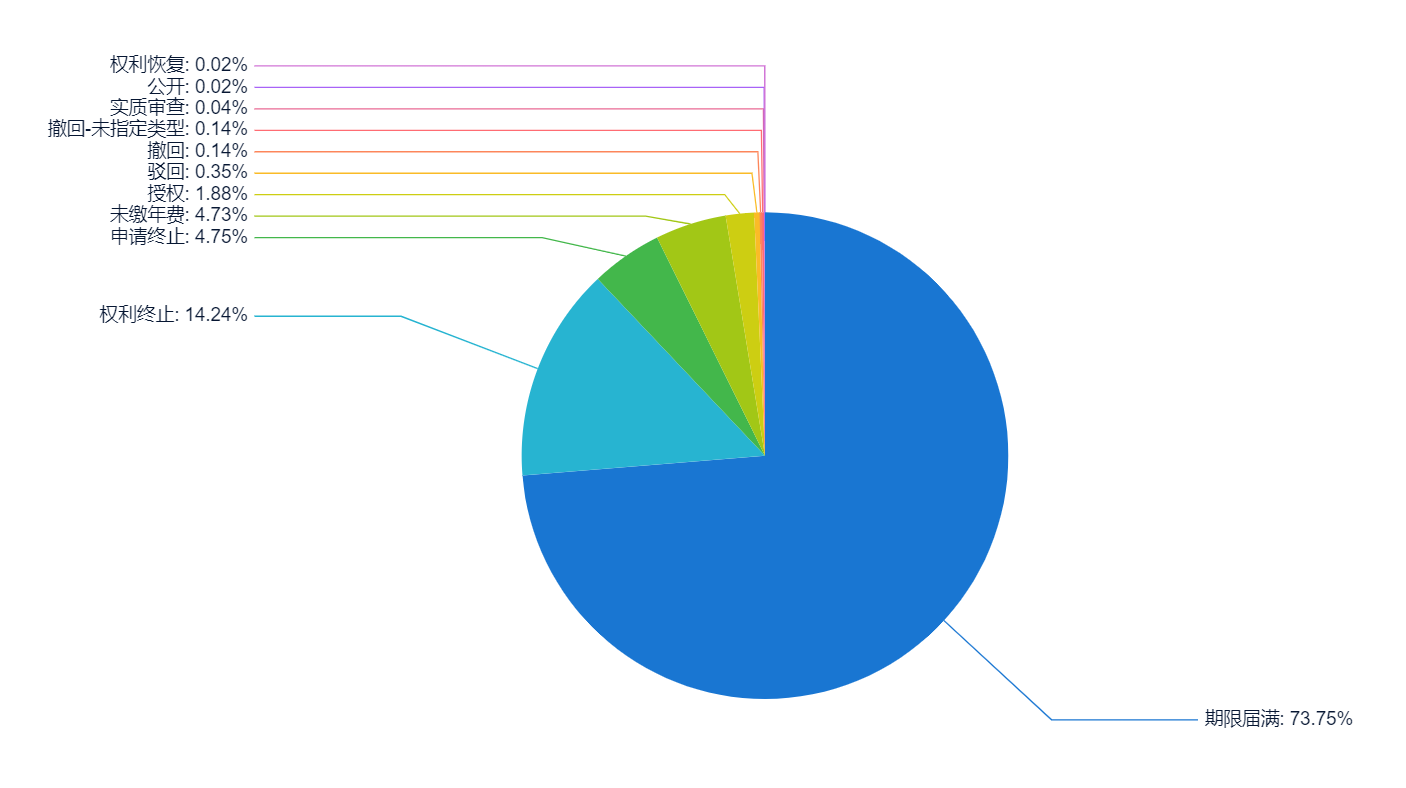 权利恢复: 0.02%
公开: 0.02%
实质审查: 0.04%
撤回-未指定类型: 0.14%
撤回: 0.14%
驳回: 0.35%
授权: 1.88%
未缴年费: 4.73%
申请终止: 4.75%
权利终止: 14.24%
期限届满: 73.75%